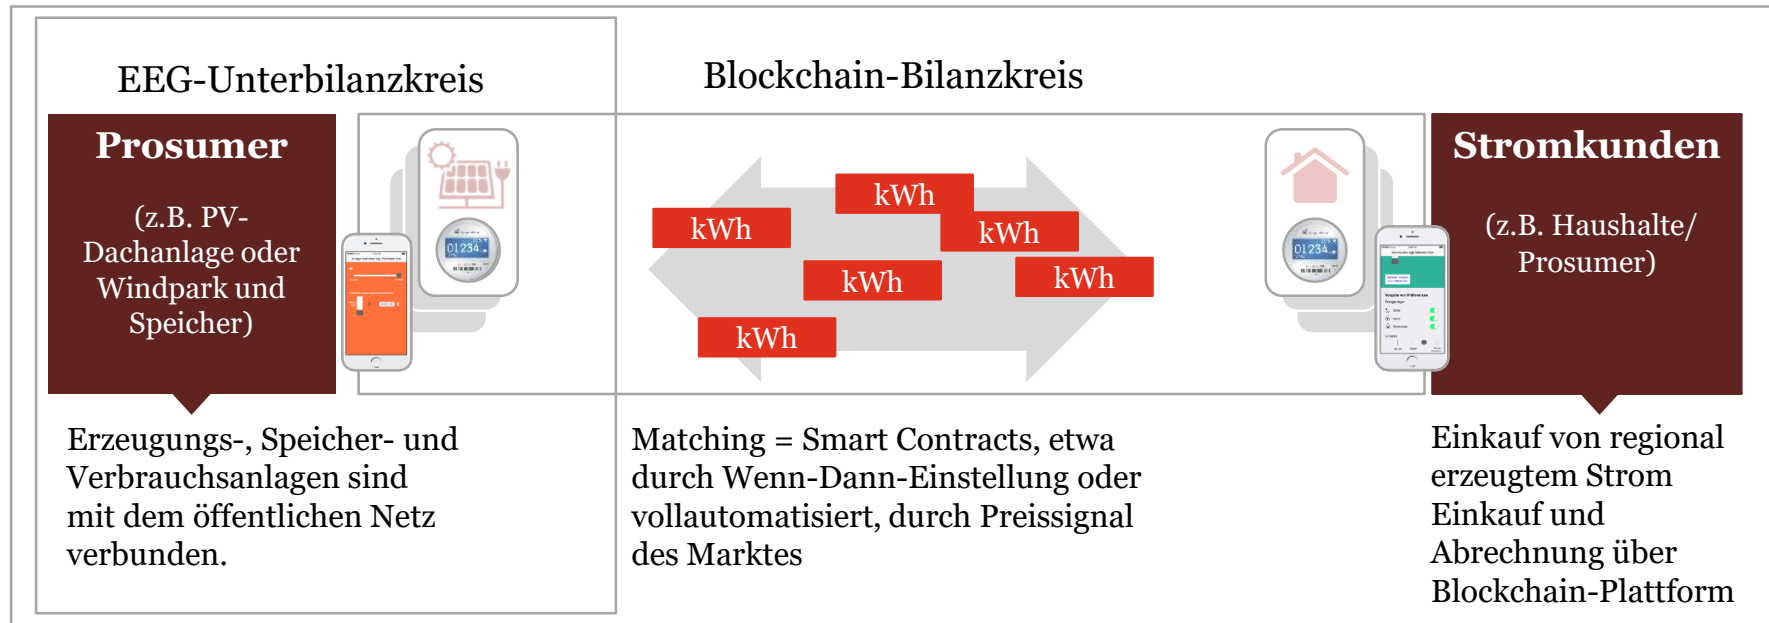 EEG-Unterbilanzkreis
Blockchain-Bilanzkreis
Prosumer
(z.B. PV-
Dachanlage oder
Windpark und
Speicher)
01234
kWh
kWh
kWh
kWh
kWh
kWh
01234
Stromkunden
(z.B. Haushalte/
Prosumer)
Erzeugungs-, Speicher- und
Verbrauchsanlagen sind
mit dem öffentlichen Netz
verbunden.
Matching = Smart Contracts, etwa
durch Wenn-Dann-Einstellung oder
vollautomatisiert, durch Preissignal
des Marktes
Einkauf von regional
erzeugtem Strom
Einkauf und
Abrechnung über
Blockchain-Plattform